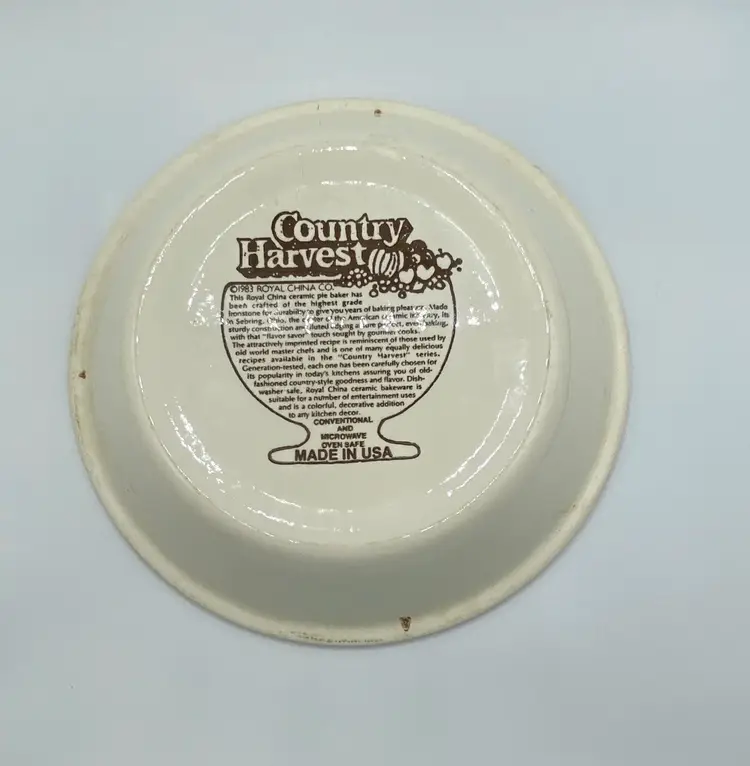 Country
Harvest
©1983 ROYAL CHINA CO.
This Royal China ceramic pie baker has
been crafted of the highest grade
Ironstone for durability to give you years of baking pleasure. Made
in Sebring, Ohio, the center of the American ceramic industry, its
sturdy construction
with that "flavor savor" touch sought by gourmet cooks.
The attractively imprinted recipe is reminiscent of those used by
old world master chefs and is one of many equally delicious
recipes available in the "Country Harvest" series.
Generation-tested, each one has been carefully chosen for
its popularity in today's kitchens assuring you of old-
fashioned country-style goodness and flavor. Dish-
washer safe, Royal China ceramic bakeware is
suitable for a number of entertainment uses
and is a colorful, decorative addition
to any kitchen decor.
CONVENTIONAL
AND
MICROWAVE
OVEN SAFE
MADE IN USA